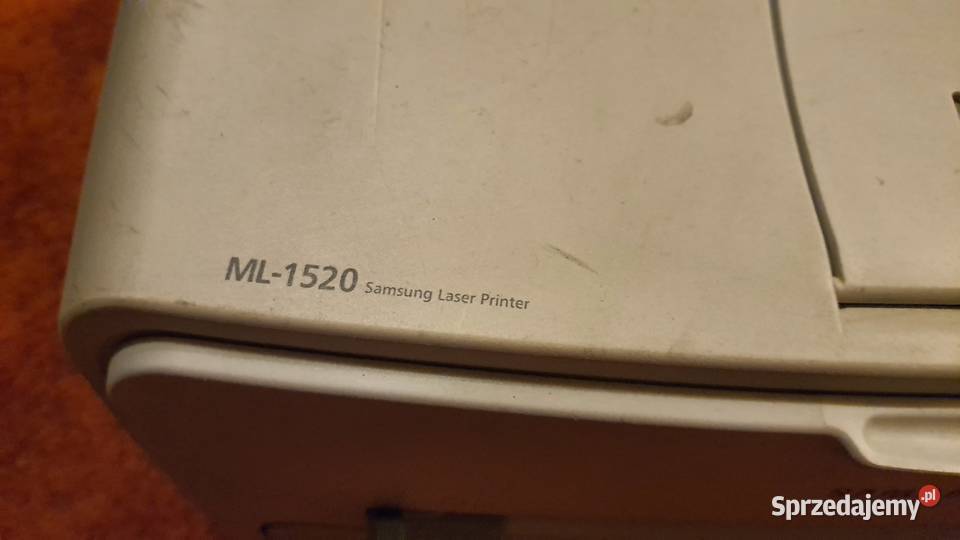 ML-1520 Samsung Laser Printer
Sprzedajemy.pl